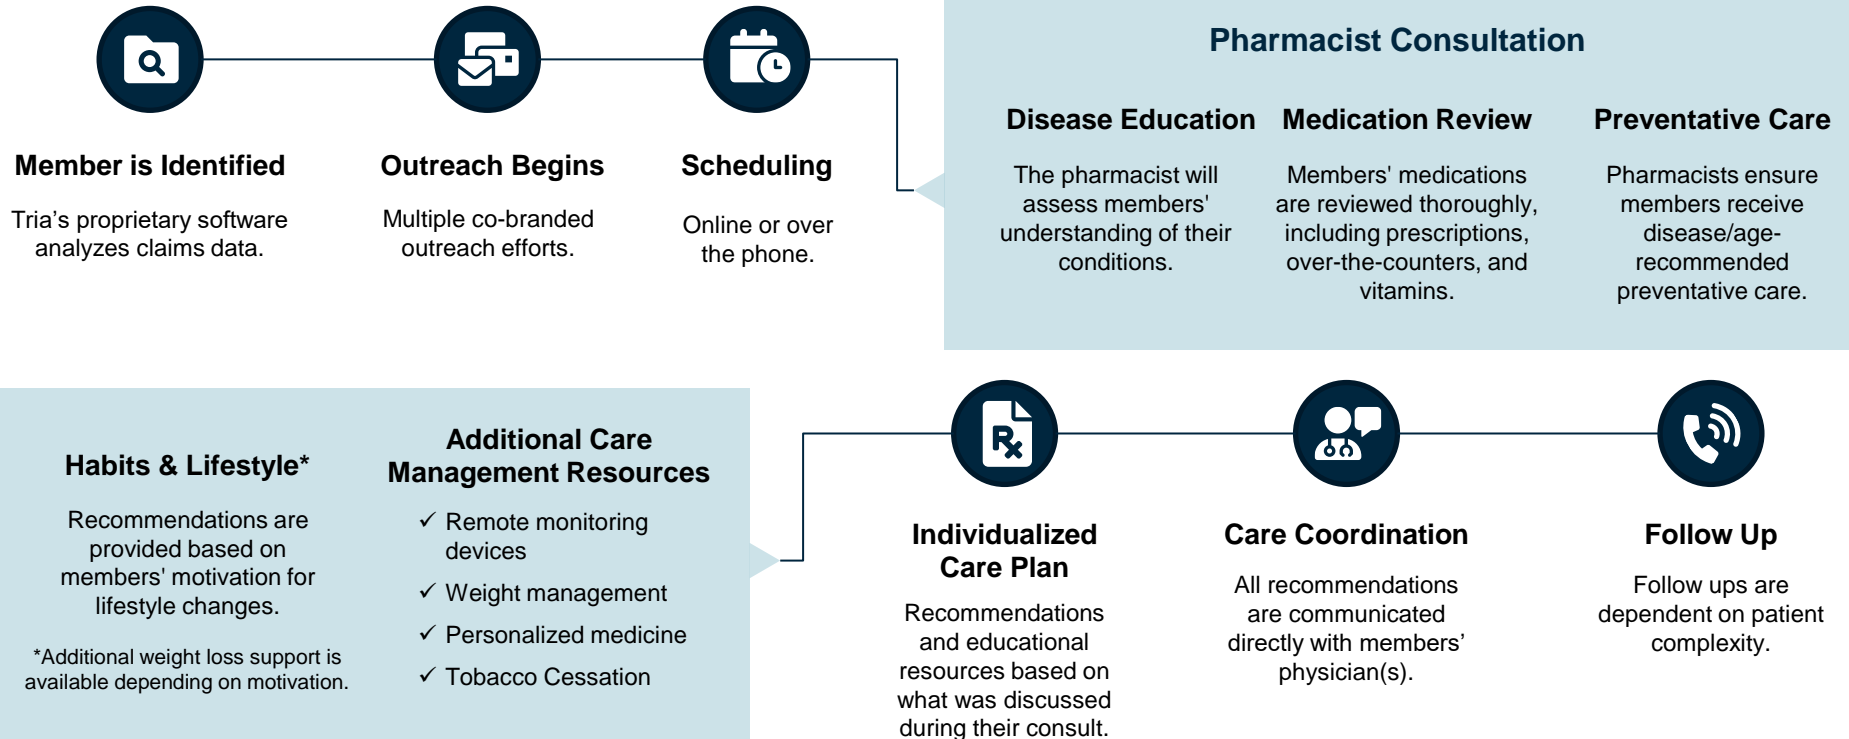 Member is Identified
Tria's proprietary software
analyzes claims data.
Outreach Begins
Multiple co-branded
outreach efforts.
Scheduling
Online or over
the phone.
Pharmacist Consultation
Disease Education
The pharmacist will
assess members'
understanding of their
conditions.
Medication Review
Members' medications
are reviewed thoroughly,
including prescriptions,
over-the-counters, and
vitamins.
Preventative Care
Pharmacists ensure
members receive
disease/age-
recommended
preventative care.
Habits & Lifestyle*
Recommendations are
provided based on
members' motivation for
lifestyle changes.
*Additional weight loss support is
available depending on motivation.
Additional Care
Management Resources
✓ Remote monitoring
devices
✓ Weight management
✓ Personalized medicine
✓ Tobacco Cessation
Rx
Individualized
Care Plan
Recommendations
and educational
resources based on
what was discussed
during their consult.
Care Coordination
All recommendations
are communicated
directly with members’
physician(s).
Follow Up
Follow ups are
dependent on patient
complexity.